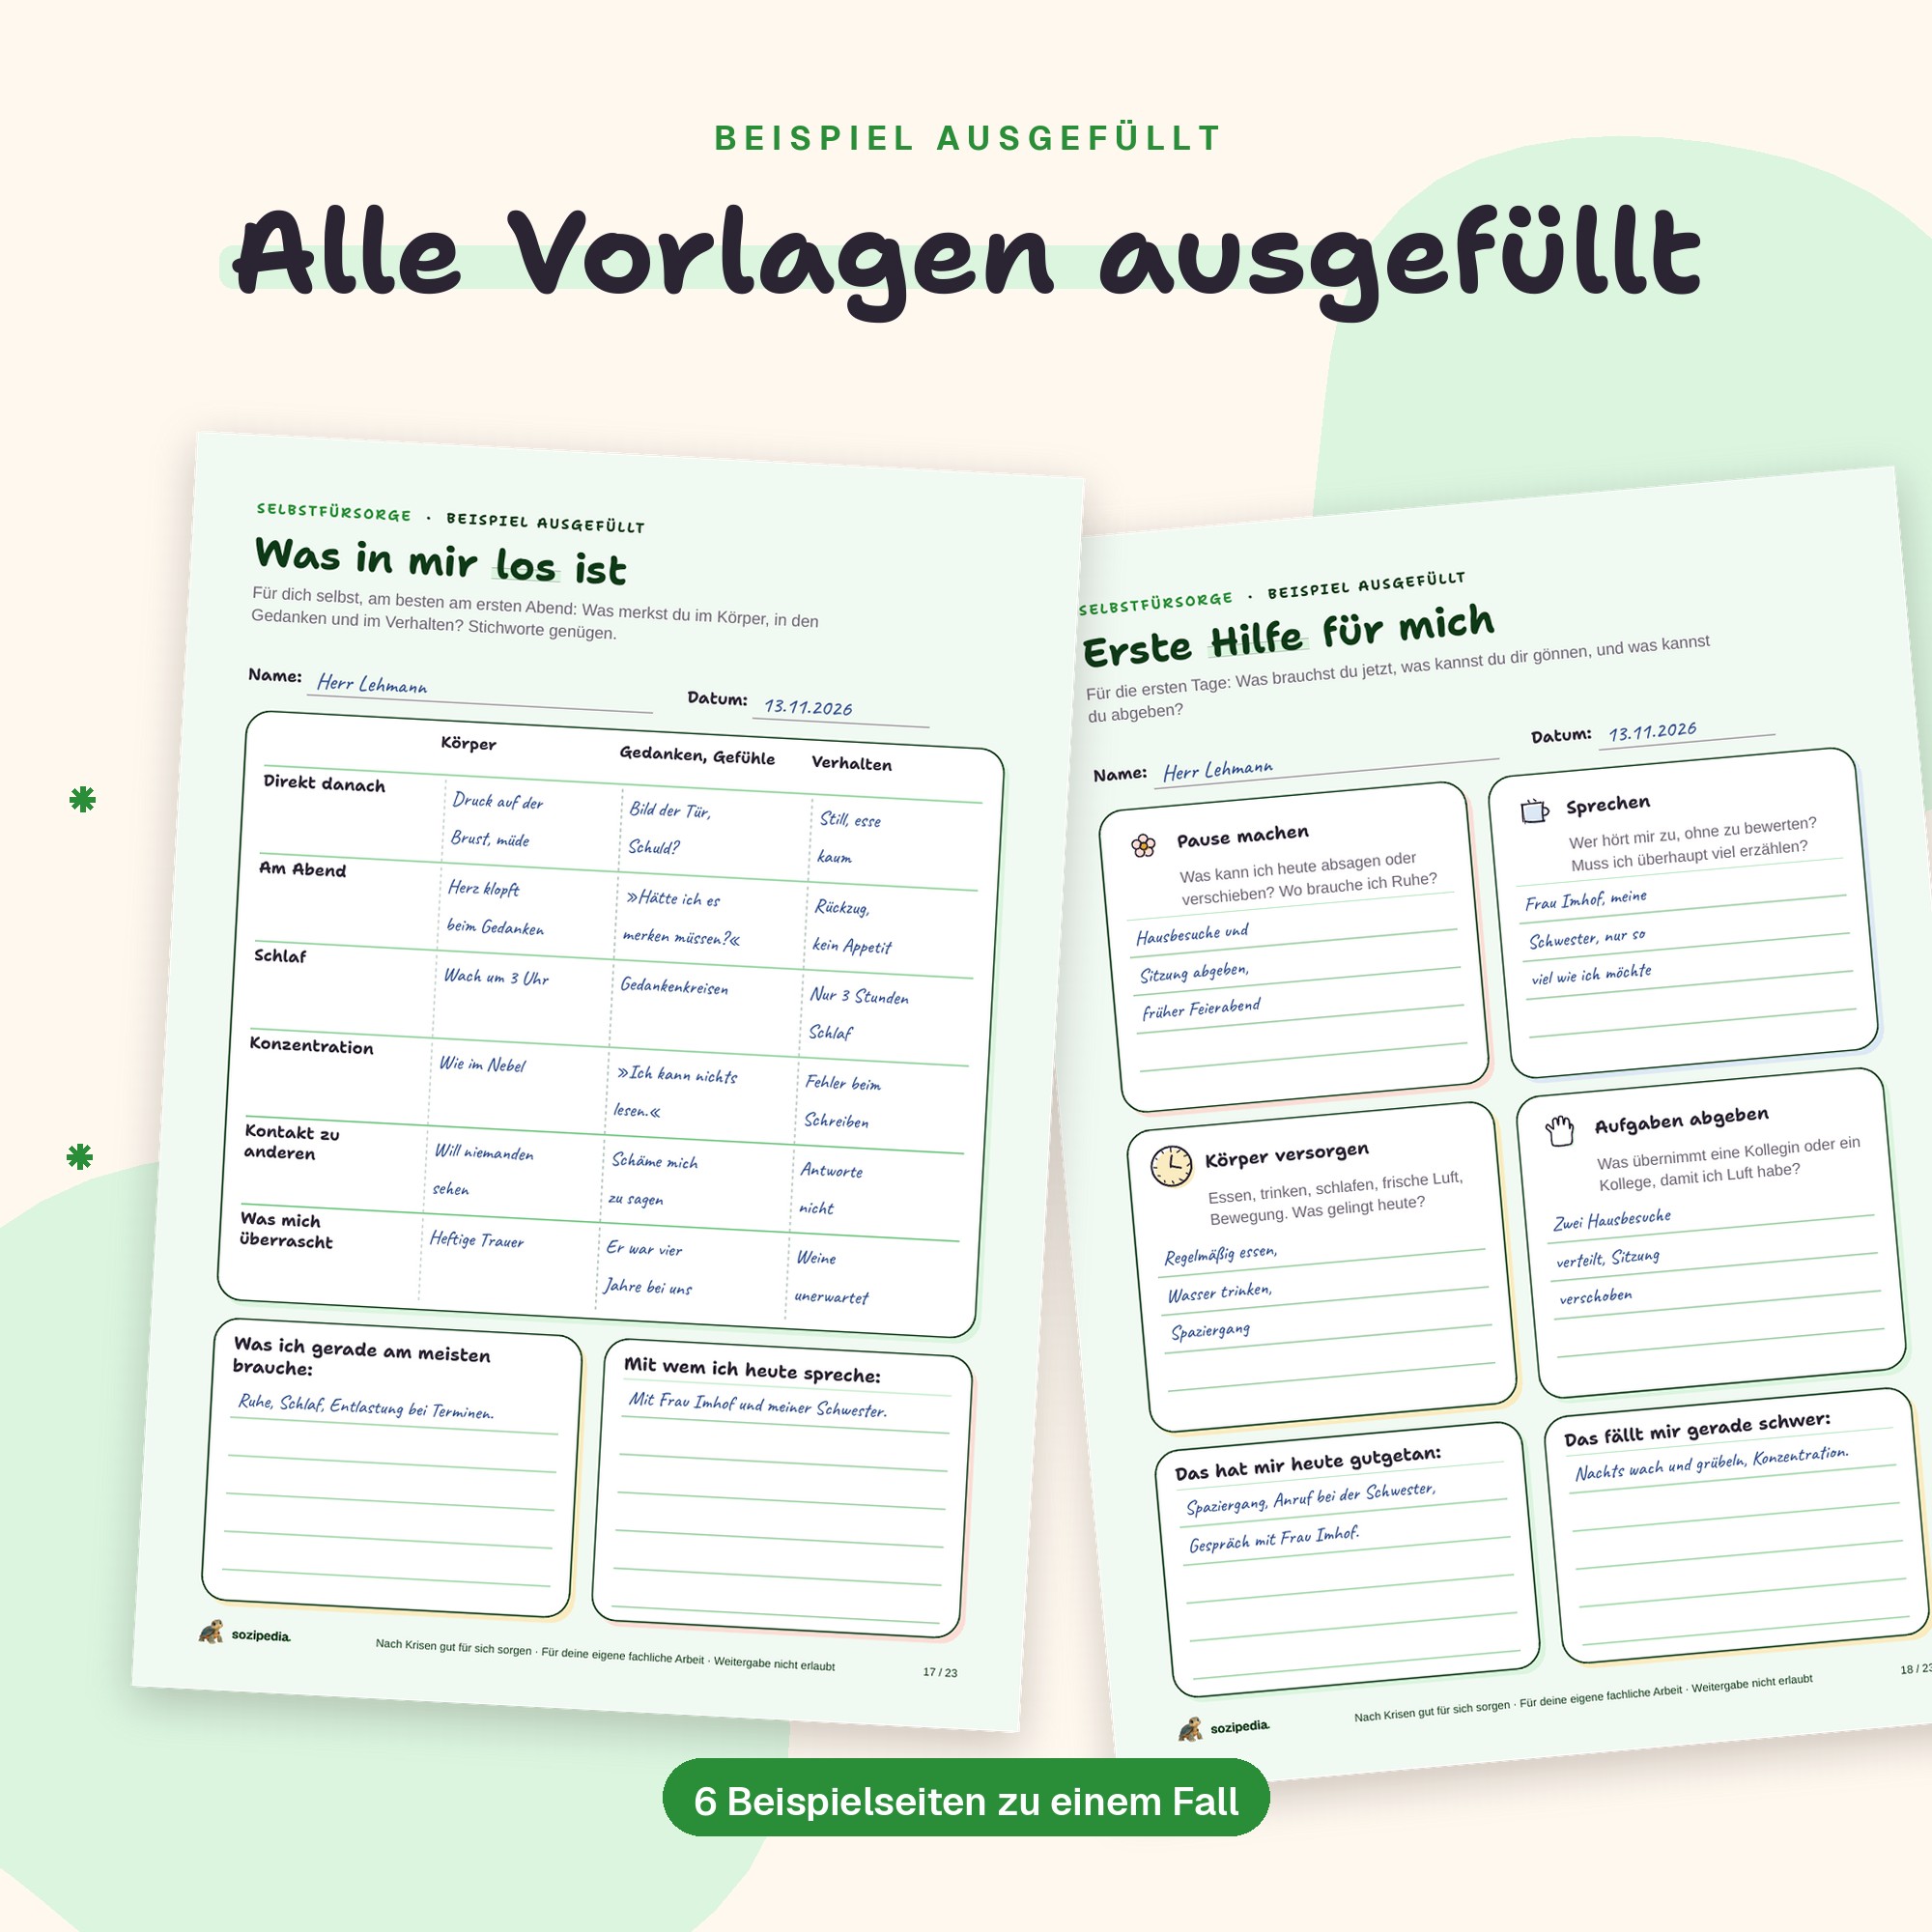 BEISPIEL AUSGEFÜLLT
Alle Vorlagen ausgefüllt
SELBSTFÜRSORGE · BEISPIEL AUSGEFÜLLT
Was in mir los ist
Für dich selbst, am besten am ersten Abend: Was merkst du im Körper, in den
Gedanken und im Verhalten? Stichworte genügen.
Name: Herr Lehmann Datum: 13.11.2026
Körper Gedanken, Gefühle Verhalten
Direkt danach
Druck auf der
Brust, müde
Bild der Tür,
Schuld?
Still, esse
kaum
Am Abend
Herz klopft
beim Gedanken
»Hätte ich es
merken müssen?«
Rückzug,
kein Appetit
Schlaf
Wach um 3 Uhr
Gedankenkreisen
Nur 3 Stunden
Schlaf
Konzentration
Wie im Nebel
»Ich kann nichts
lesen.«
Fehler beim
Schreiben
Kontakt zu
anderen
Will niemanden
sehen
Schäme mich
zu sagen
Antworte
nicht
Was mich
überrascht
Heftige Trauer
Er war vier
Jahre bei uns
Weine
unerwartet
Was ich gerade am meisten
brauche:
Ruhe, Schlaf, Entlastung bei Terminen.
Mit wem ich heute spreche:
Mit Frau Imhof und meiner Schwester.
sozipedia.
Nach Krisen gut für sich sorgen · Für deine eigene fachliche Arbeit · Weitergabe nicht erlaubt
17 / 23
SELBSTFÜRSORGE · BEISPIEL AUSGEFÜLLT
Erste Hilfe für mich
Für die ersten Tage: Was brauchst du jetzt, was kannst du dir gönnen, und was kannst
du abgeben?
Name: Herr Lehmann Datum: 13.11.2026
Pause machen
Was kann ich heute absagen oder
verschieben? Wo brauche ich Ruhe?
Hausbesuche und
Sitzung abgeben,
früher Feierabend
Sprechen
Wer hört mir zu, ohne zu bewerten?
Muss ich überhaupt viel erzählen?
Frau Imhof, meine
Schwester, nur so
viel wie ich möchte
Körper versorgen
Essen, trinken, schlafen, frische Luft,
Bewegung. Was gelingt heute?
Regelmäßig essen,
Wasser trinken,
Spaziergang
Aufgaben abgeben
Was übernimmt eine Kollegin oder ein
Kollege, damit ich Luft habe?
Zwei Hausbesuche
verteilt, Sitzung
verschoben
Das hat mir heute gutgetan:
Spaziergang, Anruf bei der Schwester,
Gespräch mit Frau Imhof.
Das fällt mir gerade schwer:
Nachts wach und grübeln, Konzentration.
sozipedia.
Nach Krisen gut für sich sorgen · Für deine eigene fachliche Arbeit · Weitergabe nicht erlaubt
18 / 23
6 Beispielseiten zu einem Fall